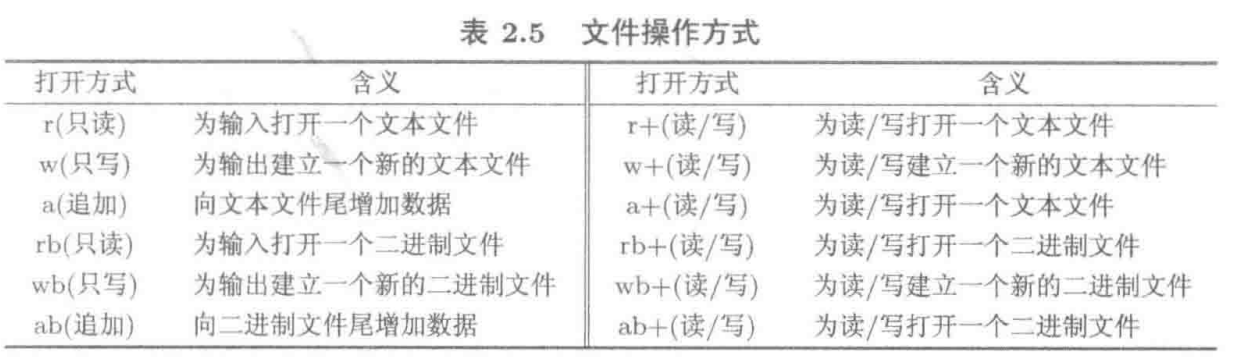 表 2.5 文件操作方式
打开方式 含义 打开方式 含义
r(只读) 为输入打开一个文本文件 r+(读/写) 为读/写打开一个文本文件
w(只写) 为输出建立一个新的文本文件 w+(读/写) 为读/写建立一个新的文本文件
a(追加) 向文本文件尾增加数据 a+(读/写) 为读/写打开一个文本文件
rb(只读) 为输入打开一个二进制文件 rb+(读/写) 为读/写打开一个二进制文件
wb(只写) 为输出建立一个新的二进制文件 wb+(读/写) 为读/写建立一个新的二进制文件
ab(追加) 向二进制文件尾增加数据 ab+(读/写) 为读/写打开一个二进制文件